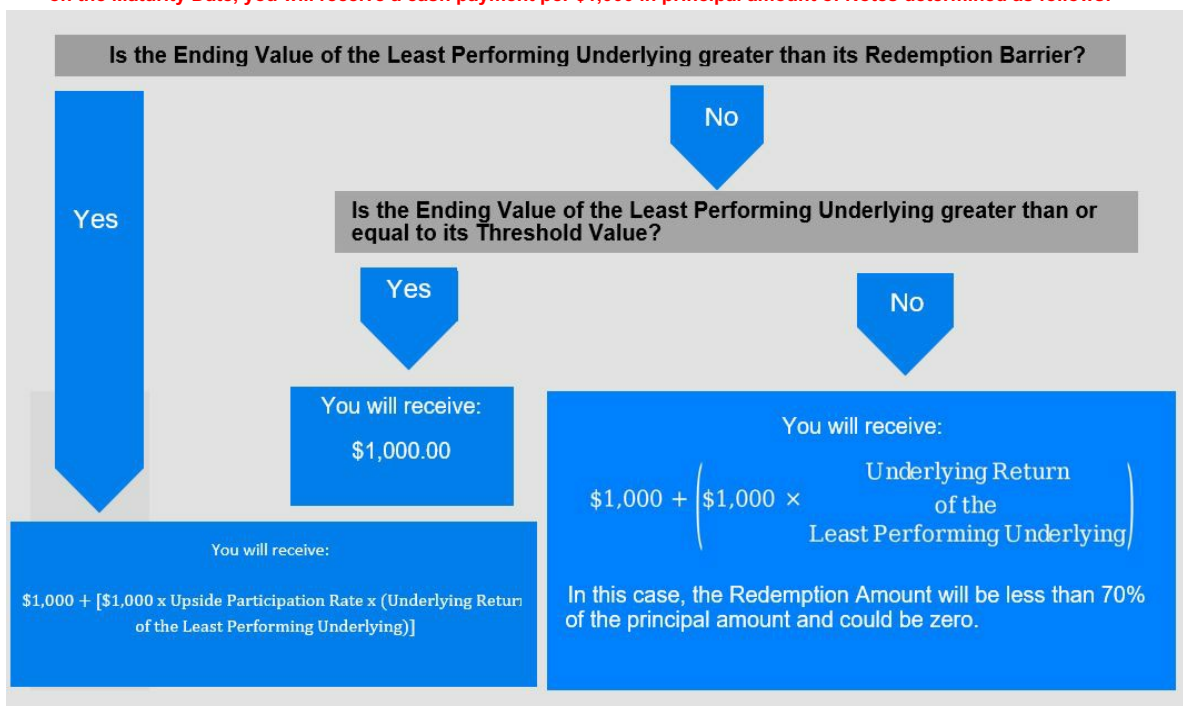 Is the Ending Value of the Least Performing Underlying greater than its Redemption Barrier?
Yes
No
Is the Ending Value of the Least Performing Underlying greater than or
equal to its Threshold Value?
Yes
No
You will receive:
$1,000.00
You will receive:
$1,000 + ($1,000 × Underlying Return
of the
Least Performing Underlying)
In this case, the Redemption Amount will be less than 70%
of the principal amount and could be zero.
You will receive:
$1,000 + [$1,000 x Upside Participation Rate x (Underlying Return
of the Least Performing Underlying)]